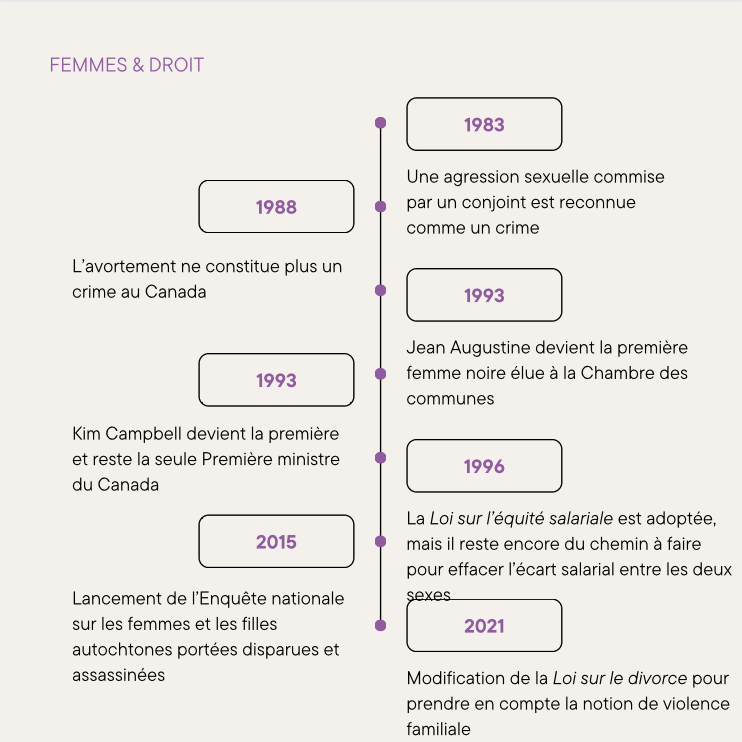 FEMMES & DROIT
1983
Une agression sexuelle commise
par un conjoint est reconnue
comme un crime
1988
L'avortement ne constitue plus un
crime au Canada
1993
Jean Augustine devient la première
femme noire élue à la Chambre des
communes
1993
Kim Campbell devient la première
et reste la seule Première ministre
du Canada
1996
La Loi sur l'équité salariale est adoptée,
mais il reste encore du chemin à faire
pour effacer l'écart salarial entre les deux
sexes
2015
Lancement de l'Enquête nationale
sur les femmes et les filles
autochtones portées disparues et
assassinées
2021
Modification de la Loi sur le divorce pour
prendre en compte la notion de violence
familiale